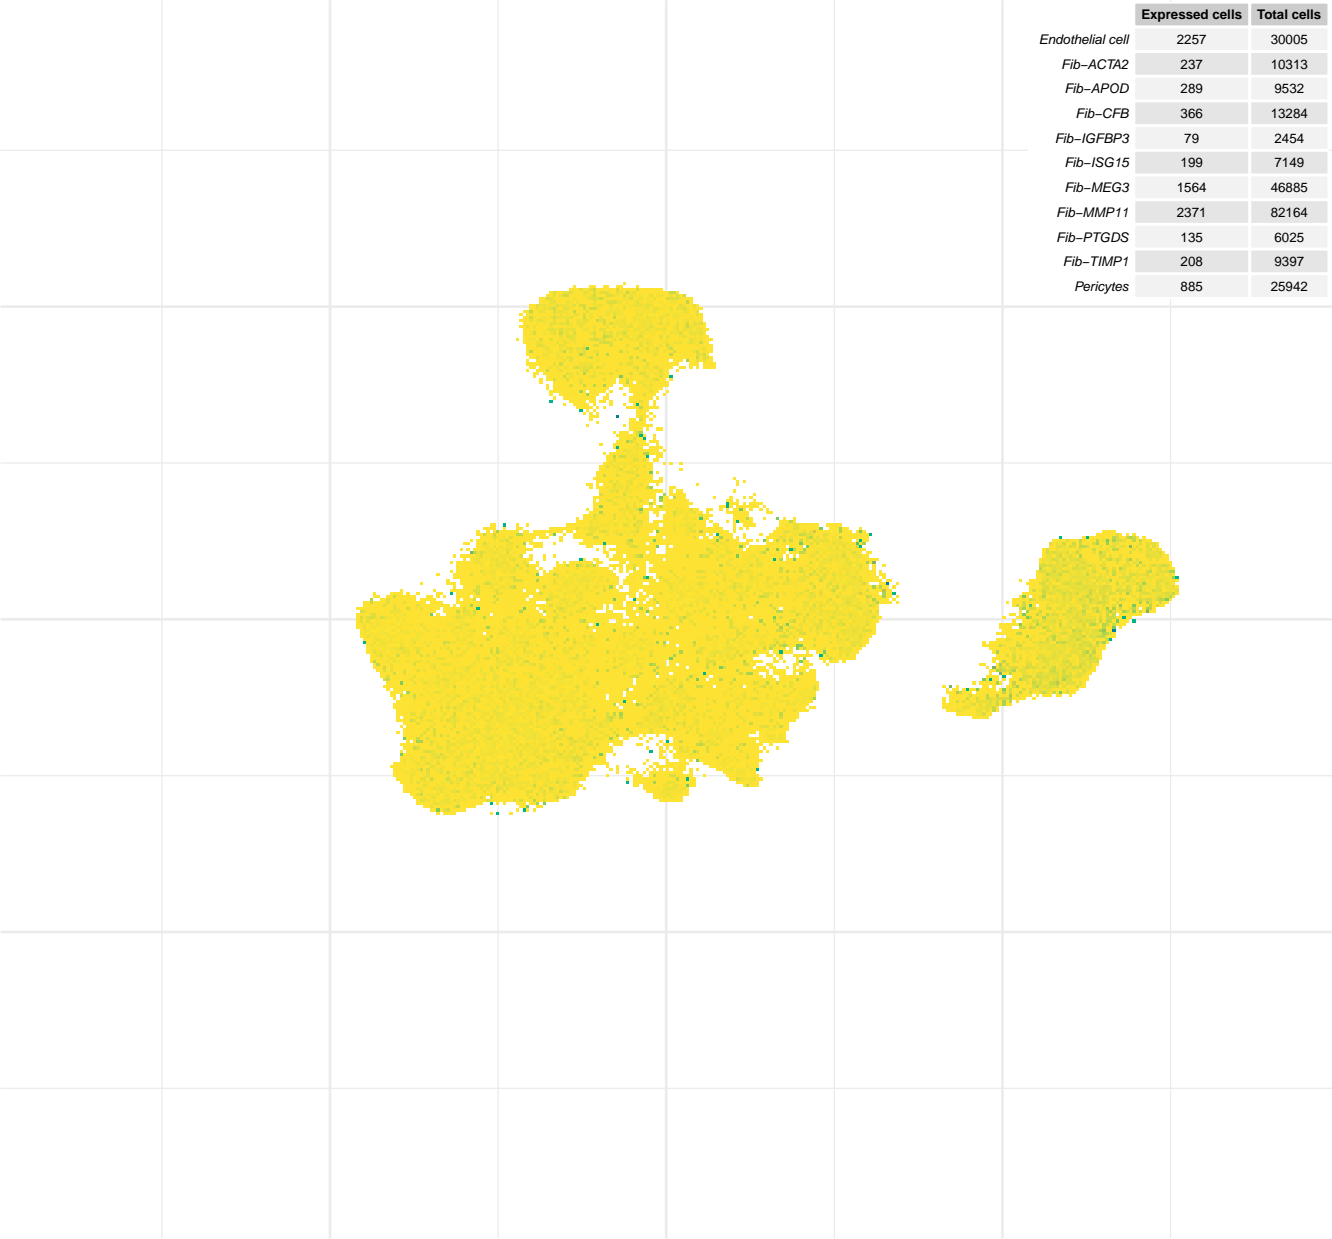 Expressed cells Total cells
Endothelial cell 2257 30005
Fib−ACTA2 237 10313
Fib−APOD 289 9532
Fib−CFB 366 13284
Fib−IGFBP3 79 2454
Fib−ISG15 199 7149
Fib−MEG3 1564 46885
Fib−MMP11 2371 82164
Fib−PTGDS 135 6025
Fib−TIMP1 208 9397
Pericytes 885 25942